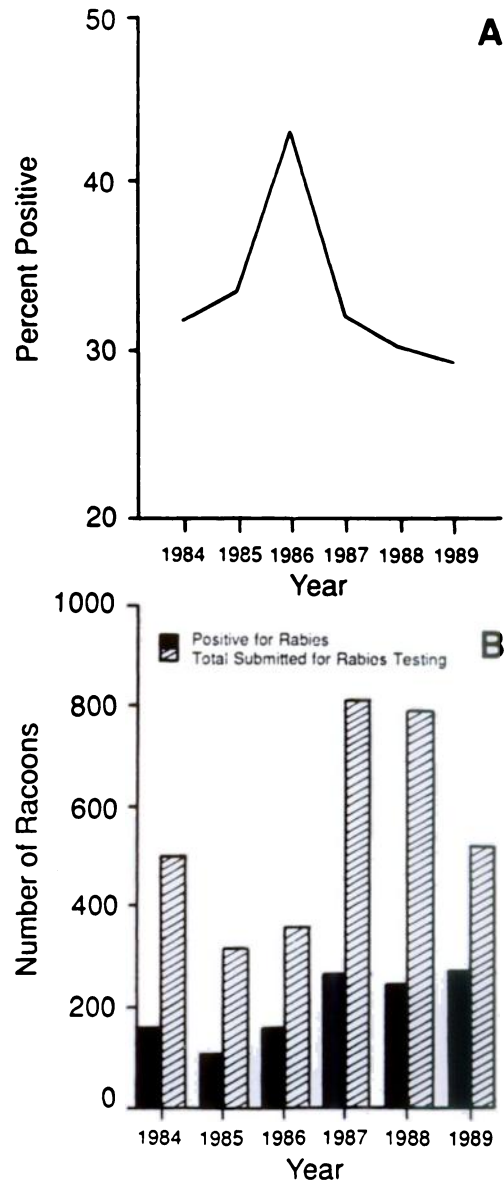 A
50
40
30
20
Percent Positive
1984 1985 1986 1987 1988 1989
Year
B
1000
800
600
400
200
0
Number of Racoons
Positive for Rabies
Total Submitted for Rabies Testing
1984 1985 1986 1987 1988 1989
Year